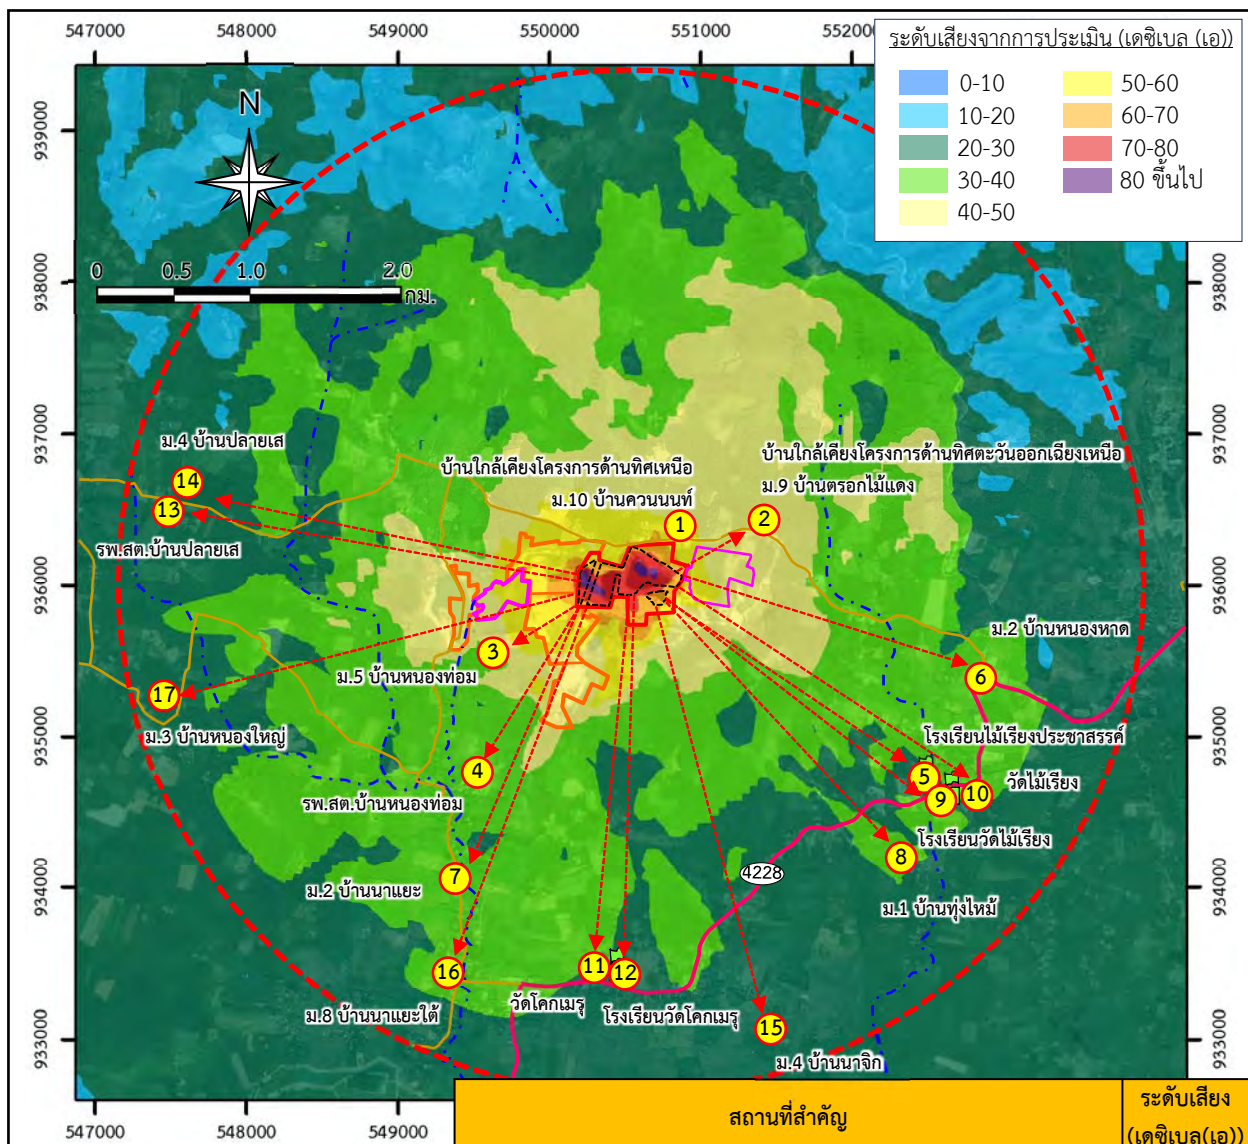 547000 548000 549000 550000 551000 552000
ระดับเสียงจากการประเมิน (เดซิเบล (เอ))
0-10
10-20
20-30
30-40
40-50
50-60
60-70
70-80
80 ขึ้นไป
N
0 0.5 1.0 2.0
กม.
939000
938000
937000
936000
935000
934000
933000
938000
937000
936000
935000
934000
933000
ม.4 บ้านปลายเส
14
13
รพ.สต.บ้านปลายเส
บ้านใกล้เคียงโครงการด้านทิศเหนือ
ม.10 บ้านควนนนท์
1
บ้านใกล้เคียงโครงการด้านทิศตะวันออกเฉียงเหนือ
ม.9 บ้านตรอกไม้แดง
2
3
ม.5 บ้านหนองท่อม
ม.2 บ้านหนองหาด
6
17
ม.3 บ้านหนองใหญ่
4
รพ.สต.บ้านหนองท่อม
โรงเรียนไม้เรียงประชาสรรค์
5
9
10
วัดไม้เรียง
โรงเรียนวัดไม้เรียง
8
ม.1 บ้านทุ่งไหม้
4228
7
ม.2 บ้านนาแยะ
16
ม.8 บ้านนาแยะใต้
11
วัดโคกเมรุ
12
โรงเรียนวัดโคกเมรุ
15
ม.4 บ้านนาจิก
547000 548000 549000
สถานที่สำคัญ
ระดับเสียง
(เดซิเบล(เอ))